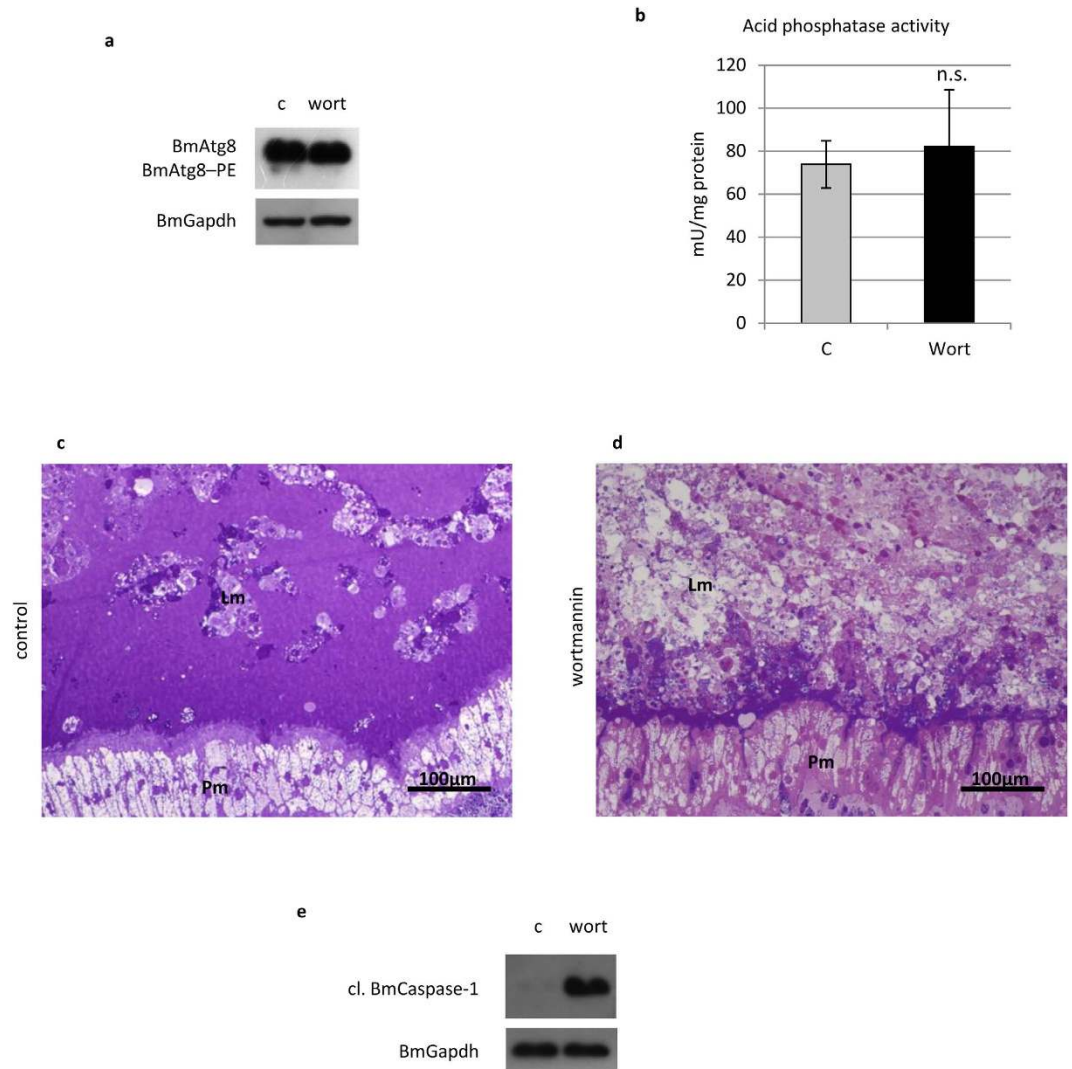 a
c wort
BmAtg8
BmAtg8–PE
BmGapdh
b
Acid phosphatase activity
n.s.
mU/mg protein
120
100
80
60
40
20
0
C Wort
c
control
Lm
Pm
100µm
d
wortmannin
Lm
Pm
100µm
e
c wort
cl. BmCaspase-1
BmGapdh